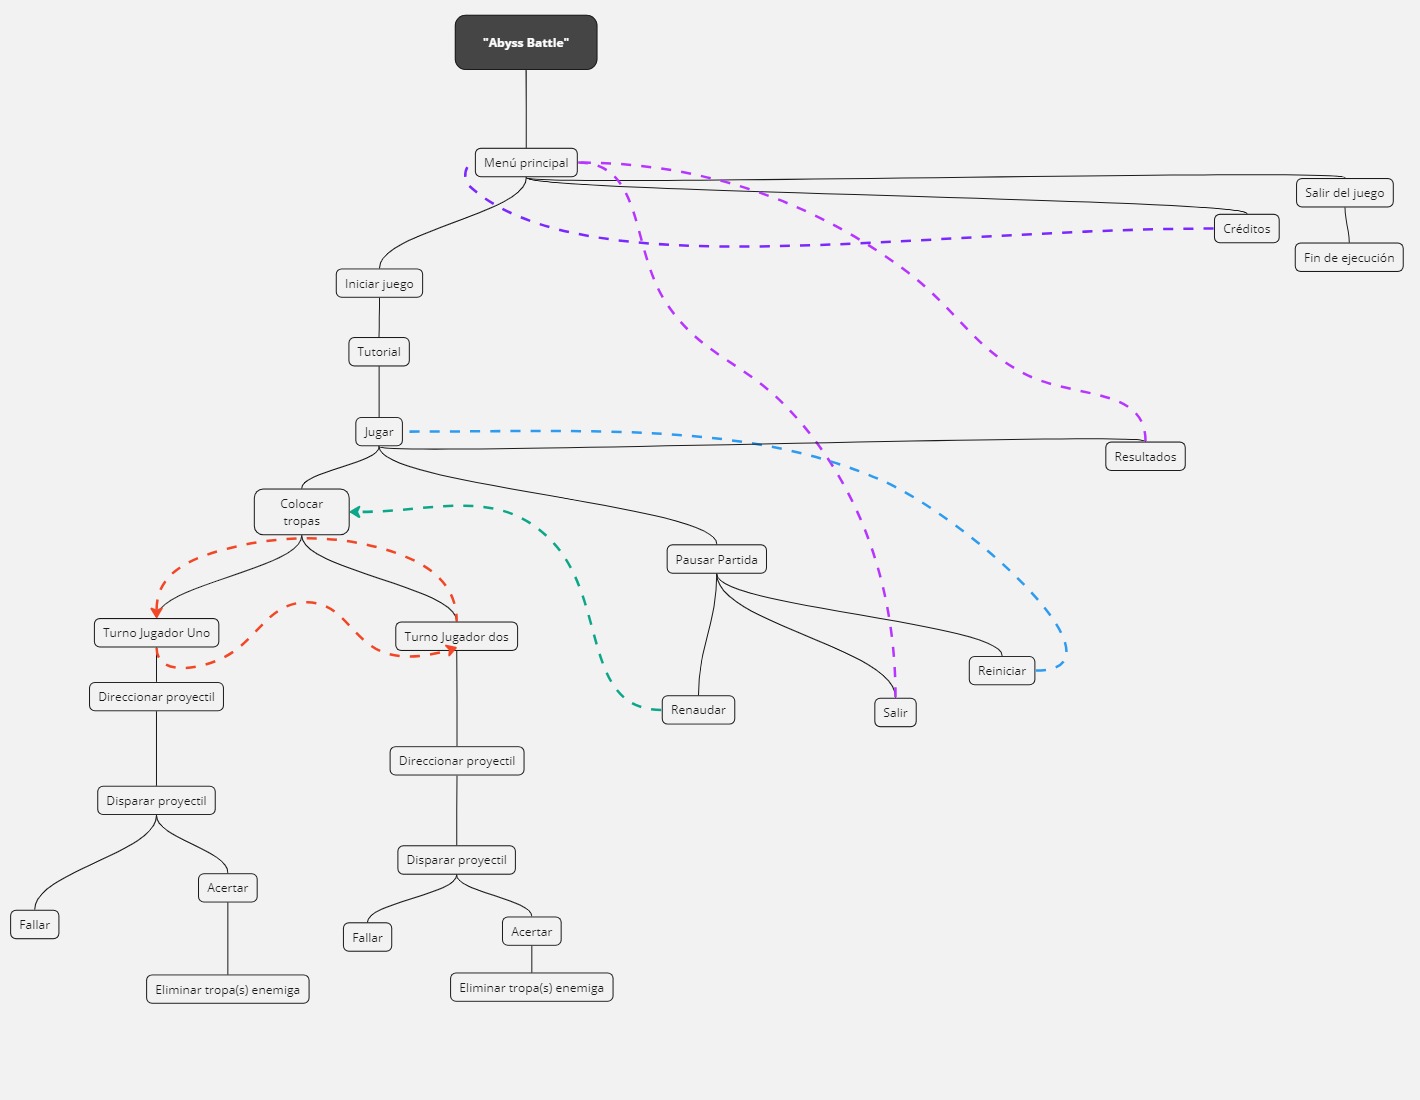 "Abyss Battle"
Menú principal
Salir del juego
Créditos
Fin de ejecución
Iniciar juego
Tutorial
Jugar
Resultados
Colocar
tropas
Pausar Partida
Turno Jugador Uno
Turno Jugador dos
Reiniciar
Direccionar proyectil
Renaudar
Salir
Direccionar proyectil
Disparar proyectil
Disparar proyectil
Acertar
Fallar
Acertar
Fallar
Eliminar tropa(s) enemiga
Eliminar tropa(s) enemiga